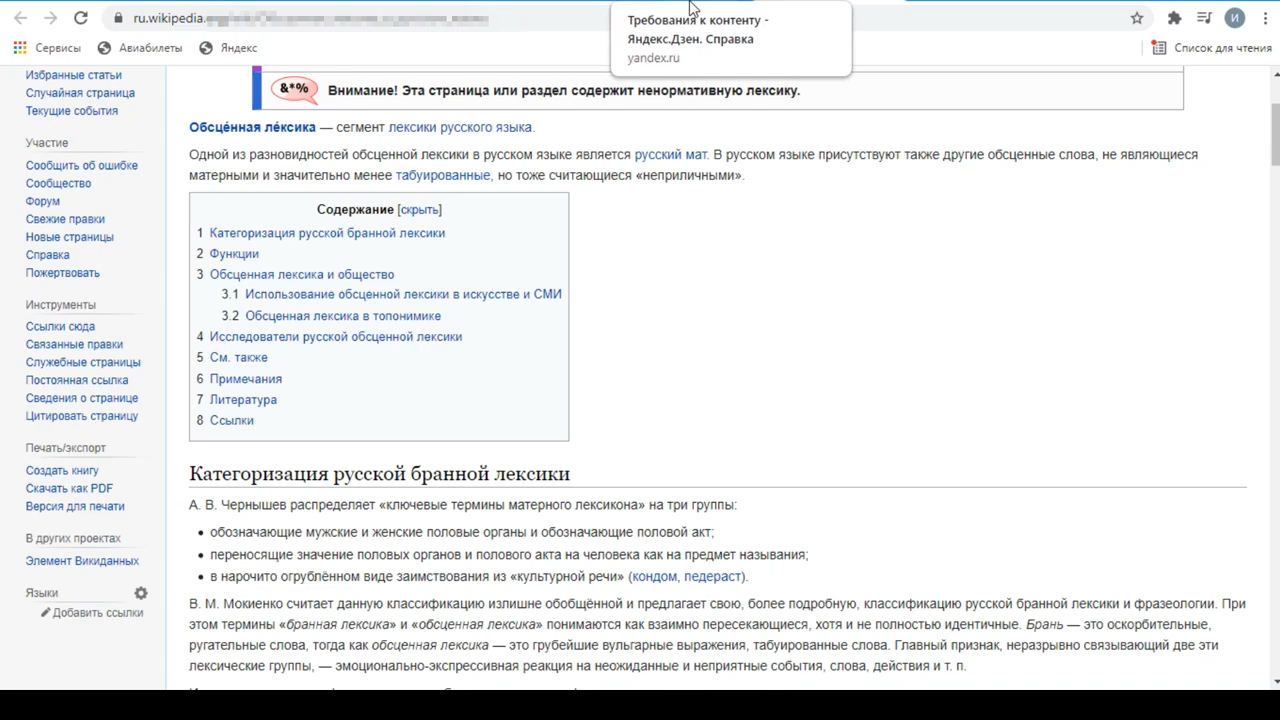 ru.wikipedia.
Требования к контенту -
Яндекс.Дзен. Справка
yandex.ru
И
Сервисы
Авиабилеты
Яндекс
Список для чтения
Избранные статьи
Случайная страница
Текущие события
Участие
Сообщить об ошибке
Сообщество
Форум
Свежие правки
Новые страницы
Справка
Пожертвовать
Инструменты
Ссылки сюда
Связанные правки
Служебные страницы
Постоянная ссылка
Сведения о странице
Цитировать страницу
Печать/экспорт
Создать книгу
Скачать как PDF
Версия для печати
В других проектах
Элемент Викиданных
Языки
Добавить ссылки
&*%
Внимание! Эта страница или раздел содержит ненормативную лексику.
Обсце́нная ле́ксика — сегмент лексики русского языка.
Одной из разновидностей обсценной лексики в русском языке является русский мат. В русском языке присутствуют также другие обсценные слова, не являющиеся
матерными и значительно менее табуированные, но тоже считающиеся «неприличными».
Содержание [скрыть]
1 Категоризация русской бранной лексики
2 Функции
3 Обсценная лексика и общество
3.1 Использование обсценной лексики в искусстве и СМИ
3.2 Обсценная лексика в топонимике
4 Исследователи русской обсценной лексики
5 См. также
6 Примечания
7 Литература
8 Ссылки
Категоризация русской бранной лексики
А. В. Чернышев распределяет «ключевые термины матерного лексикона» на три группы:
• обозначающие мужские и женские половые органы и обозначающие половой акт;
• переносящие значение половых органов и полового акта на человека как на предмет называния;
• в нарочито огрублённом виде заимствования из «культурной речи» (кондом, педераст).
В. М. Мокиенко считает данную классификацию излишне обобщённой и предлагает свою, более подробную, классификацию русской бранной лексики и фразеологии. При
этом термины «бранная лексика» и «обсценная лексика» понимаются как взаимно пересекающиеся, хотя и не полностью идентичные. Брань — это оскорбительные,
ругательные слова, тогда как обсценная лексика — это грубейшие вульгарные выражения, табуированные слова. Главный признак, неразрывно связывающий две эти
лексические группы, — эмоционально-экспрессивная реакция на неожиданные и неприятные события, слова, действия и т. п.